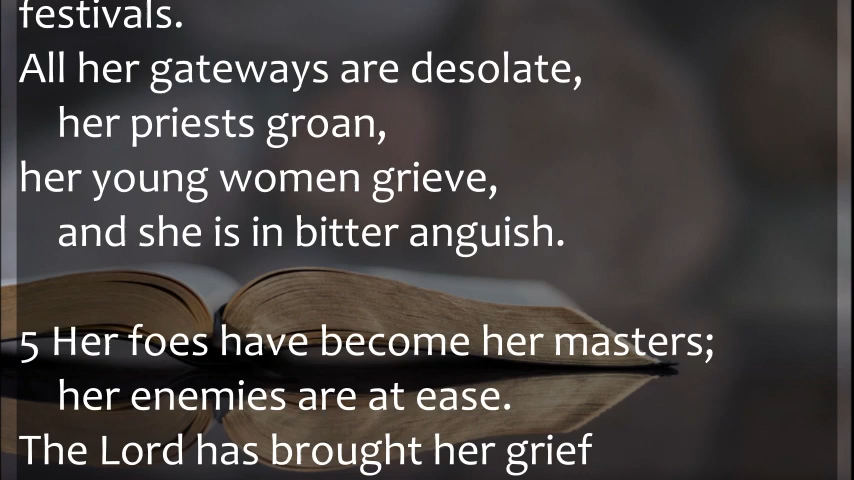 festivals.
All her gateways are desolate,
her priests groan,
her young women grieve,
and she is in bitter anguish.
5 Her foes have become her masters;
her enemies are at ease.
The Lord has brought her grief